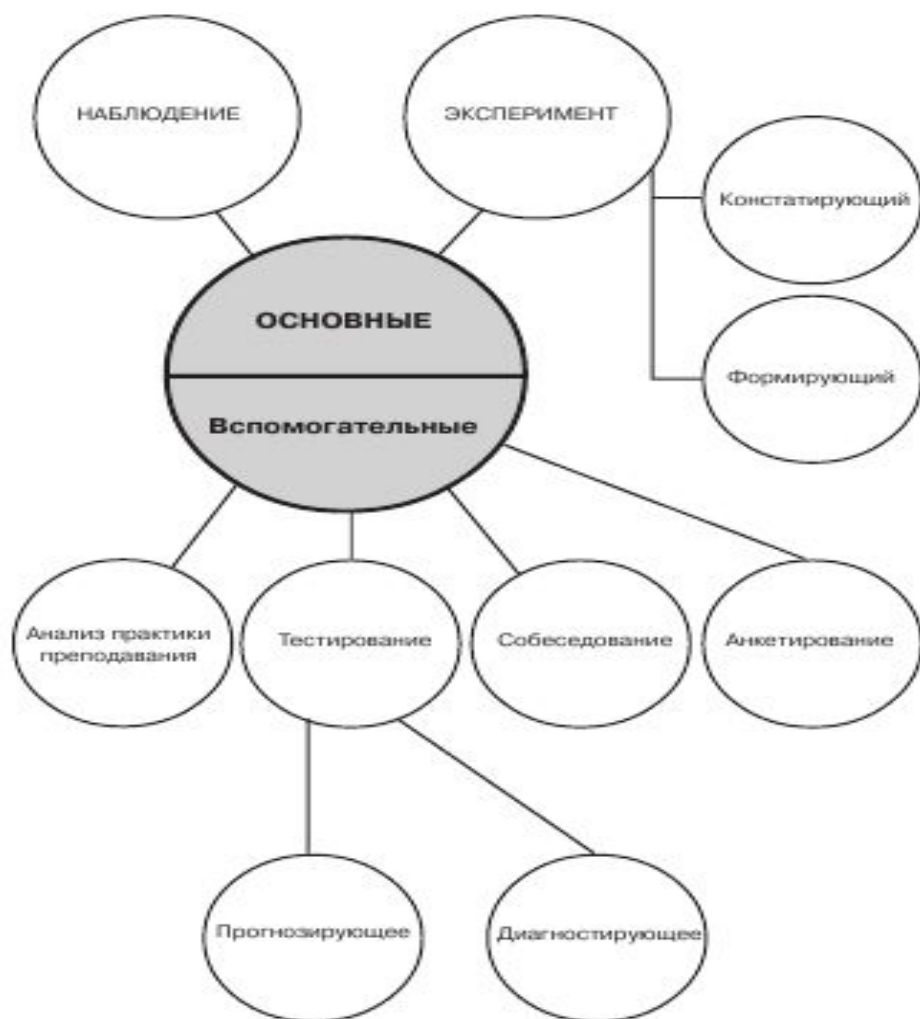 НАБЛЮДЕНИЕ
ЭКСПЕРИМЕНТ
Констатирующий
ОСНОВНЫЕ
Формирующий
Вспомогательные
Анализ практики
преподавания
Тестирование
Собеседование
Анкетирование
Прогнозирующее
Диагностирующее